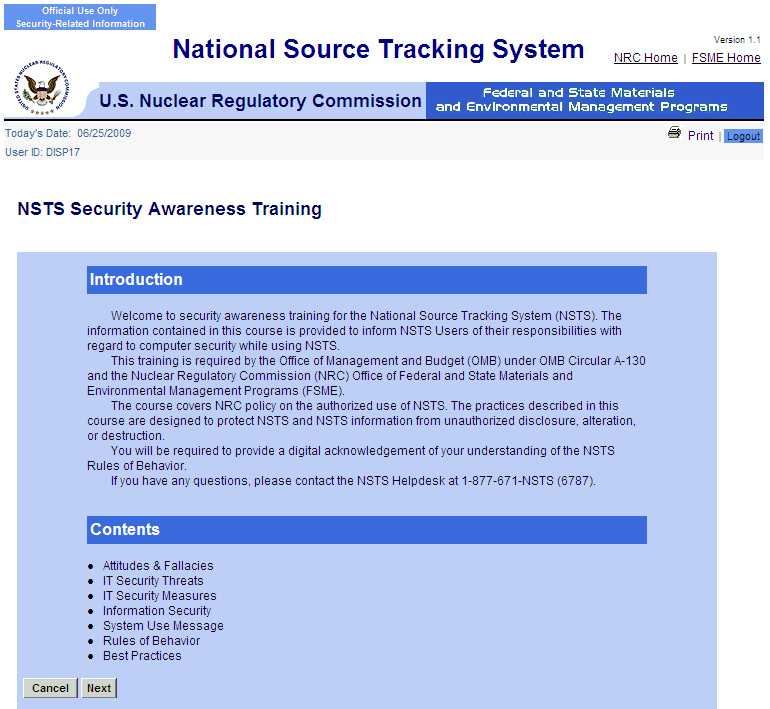 Official Use Only
Security-Related Information
Version 1.1
National Source Tracking System
NRC Home | FSME Home
UNITED STATES NUCLEAR REGULATORY COMMISSION
U.S. Nuclear Regulatory Commission
Federal and State Materials
and Environmental Management Programs
Today's Date: 06/25/2009
Print | Logout
User ID: DISP17
NSTS Security Awareness Training
Introduction
Welcome to security awareness training for the National Source Tracking System (NSTS). The
information contained in this course is provided to inform NSTS Users of their responsibilities with
regard to computer security while using NSTS.
This training is required by the Office of Management and Budget (OMB) under OMB Circular A-130
and the Nuclear Regulatory Commission (NRC) Office of Federal and State Materials and
Environmental Management Programs (FSME).
The course covers NRC policy on the authorized use of NSTS. The practices described in this
course are designed to protect NSTS and NSTS information from unauthorized disclosure, alteration,
or destruction.
You will be required to provide a digital acknowledgement of your understanding of the NSTS
Rules of Behavior.
If you have any questions, please contact the NSTS Helpdesk at 1-877-671-NSTS (6787).
Contents
● Attitudes & Fallacies
● IT Security Threats
● IT Security Measures
● Information Security
● System Use Message
● Rules of Behavior
● Best Practices
Cancel Next